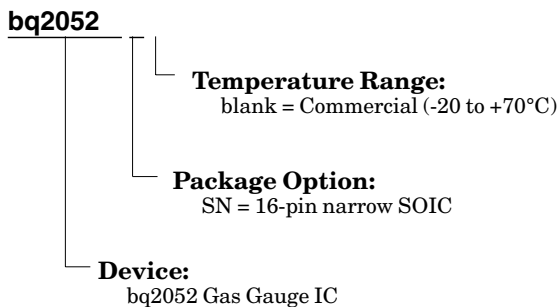 bq2052
Temperature Range:
blank = Commercial (-20 to +70°C)
Package Option:
SN = 16-pin narrow SOIC
Device:
bq2052 Gas Gauge IC